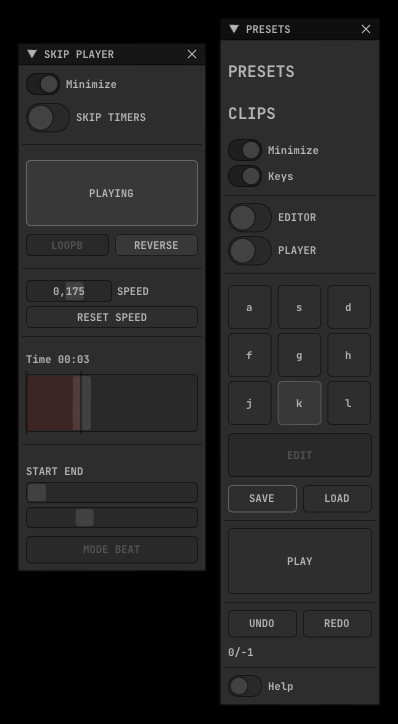 SKIP PLAYER
Minimize
SKIP TIMERS
PLAYING
LOOPB REVERSE
0,175 SPEED
RESET SPEED
Time 00:03
START END
MODE BEAT
PRESETS
PRESETS
CLIPS
Minimize
Keys
EDITOR
PLAYER
a s d
f g h
j k l
EDIT
SAVE LOAD
PLAY
UNDO REDO
0/-1
Help